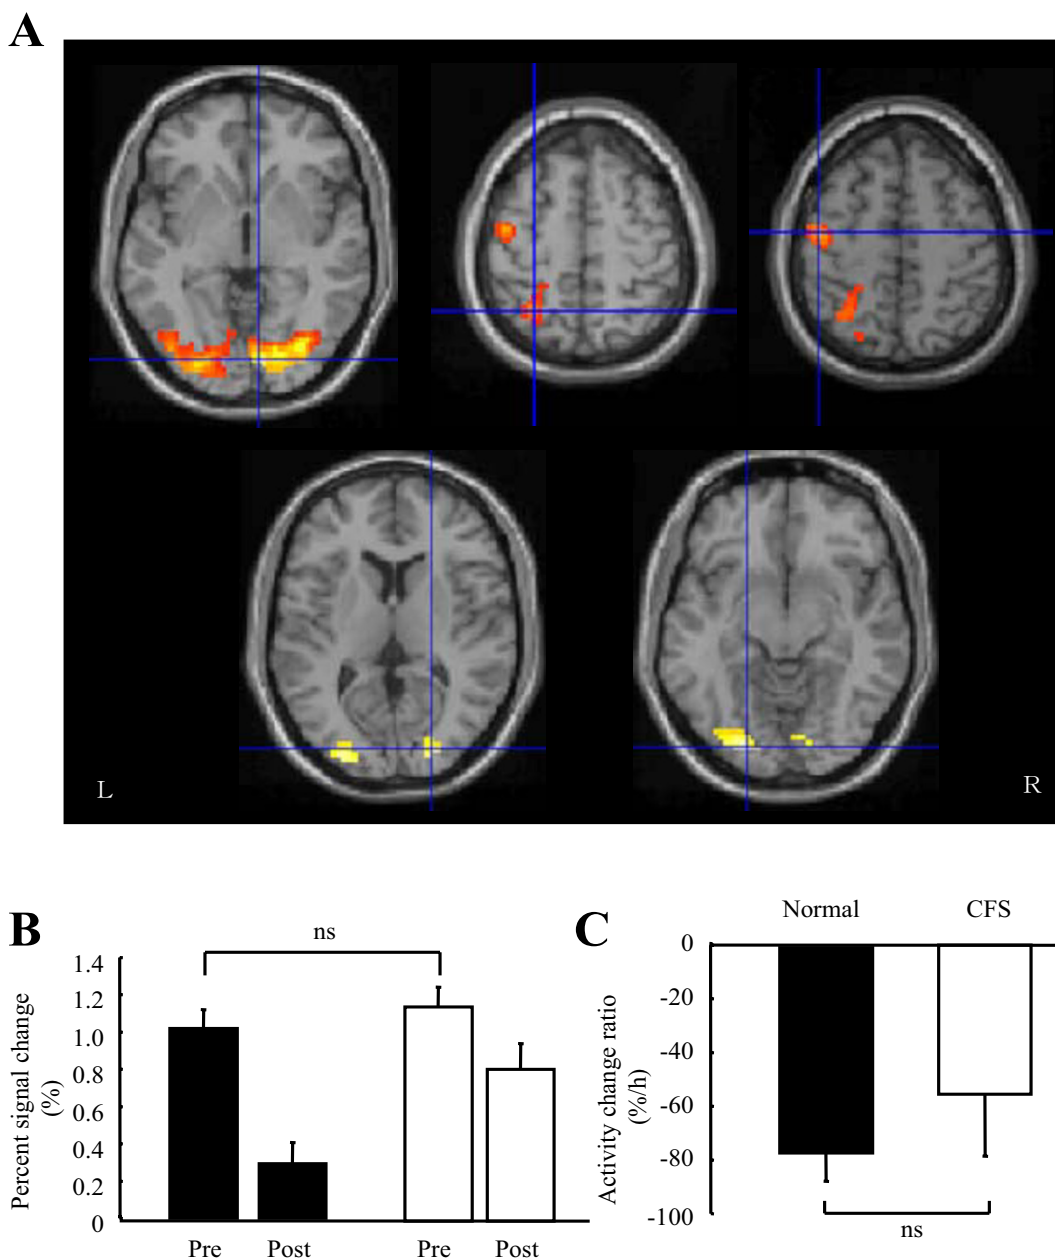 A
L
R
B
ns
1.4
1.2
1.0
0.8
0.6
0.4
0.2
0
Percent signal change
(%)
Pre
Post
Pre
Post
C
Normal
CFS
0
-20
-40
-60
-80
-100
Activity change ratio
(%/h)
ns